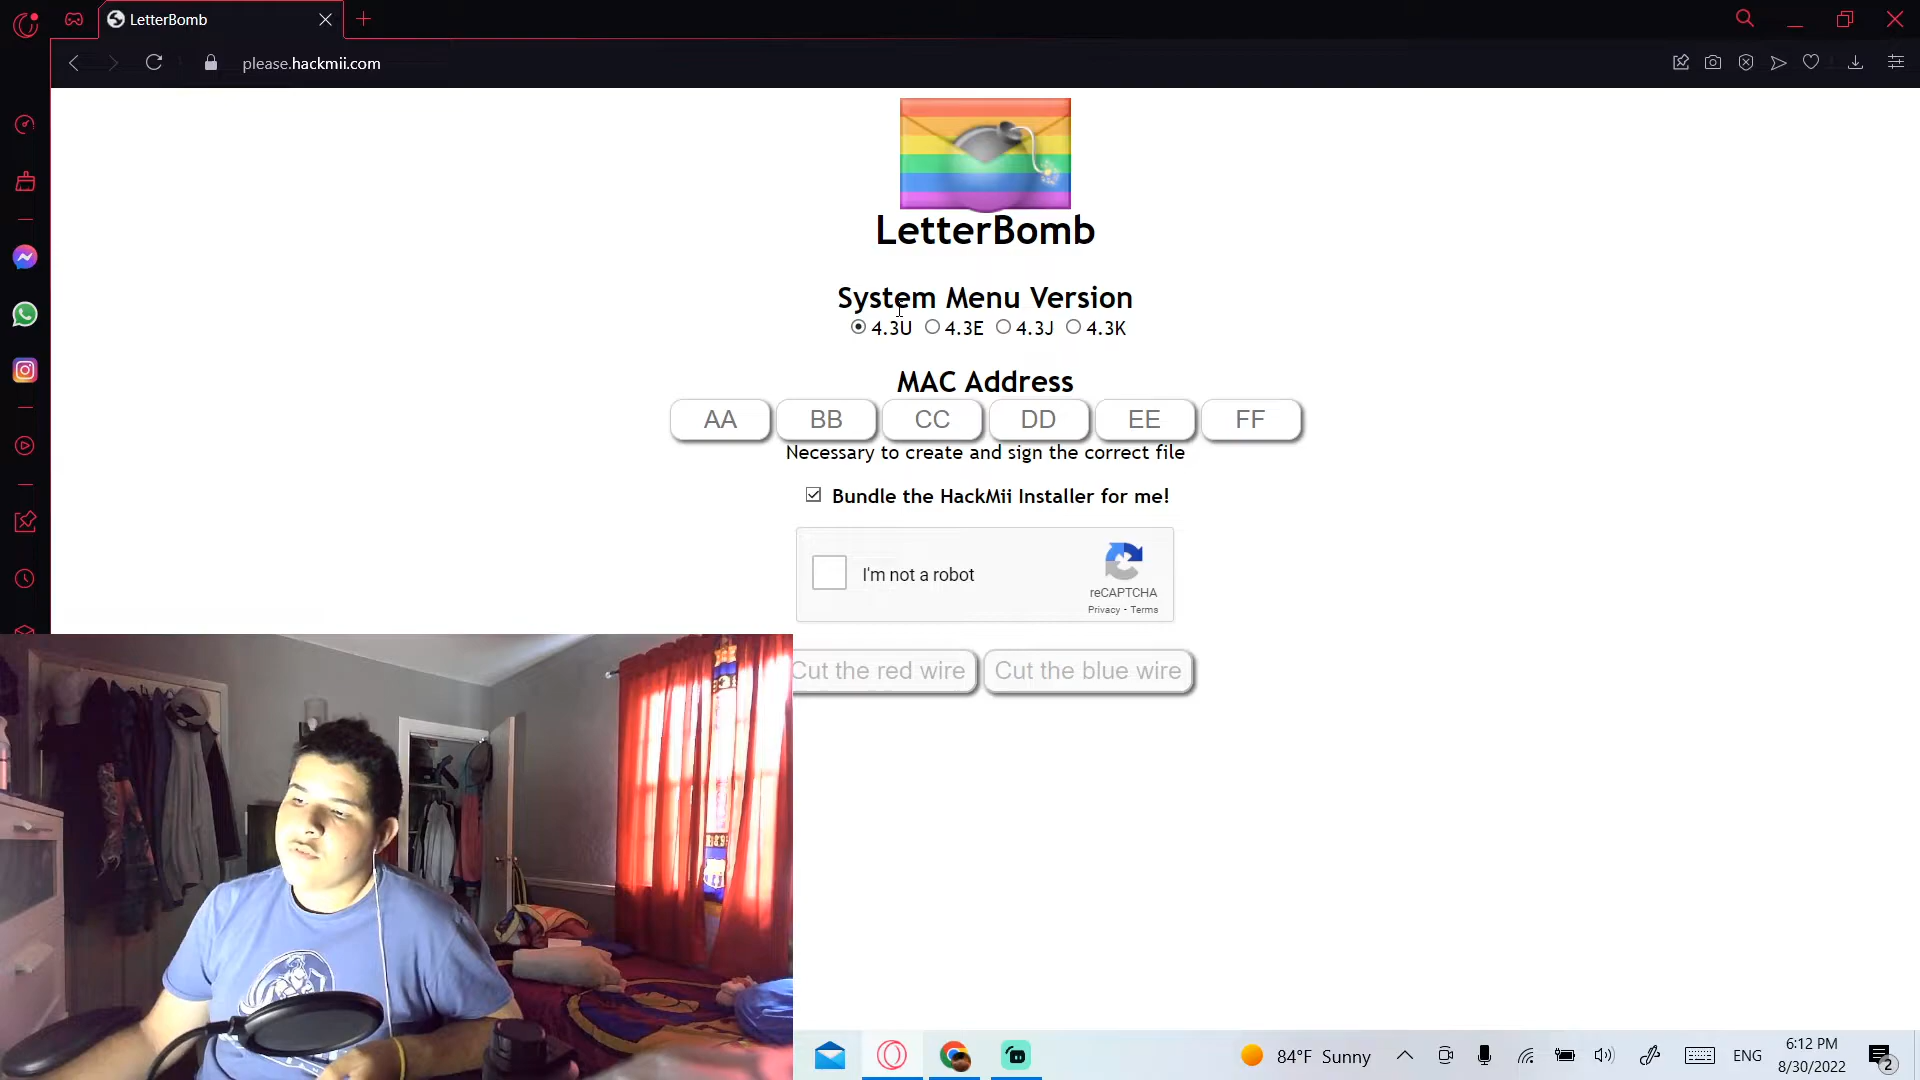 LetterBomb
please.hackmii.com
LetterBomb
System Menu Version
4.3U 4.3E 4.3J 4.3K
MAC Address
AA BB CC DD EE FF
Necessary to create and sign the correct file
Bundle the HackMii Installer for me!
I'm not a robot
reCAPTCHA
Privacy - Terms
Cut the red wire Cut the blue wire
84°F Sunny
ENG
6:12 PM
8/30/2022
2